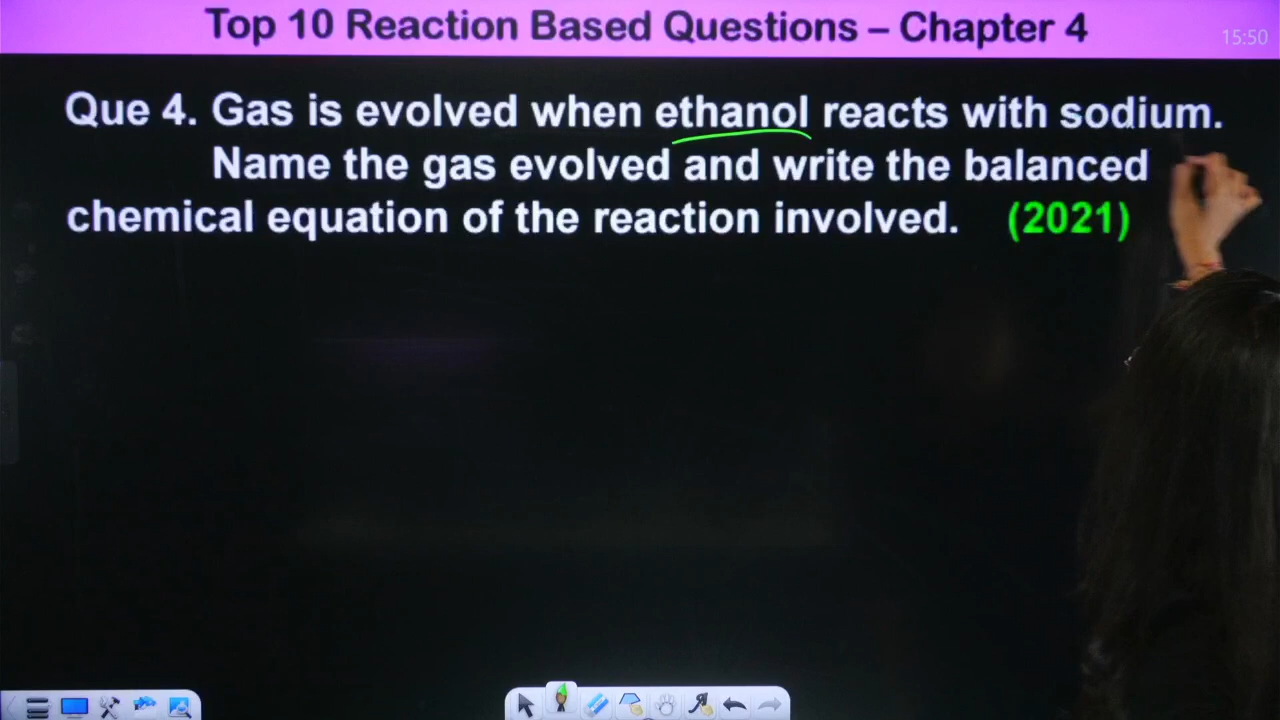 Top 10 Reaction Based Questions – Chapter 4
15:50
Que 4. Gas is evolved when ethanol reacts with sodium.
Name the gas evolved and write the balanced
chemical equation of the reaction involved. (2021)